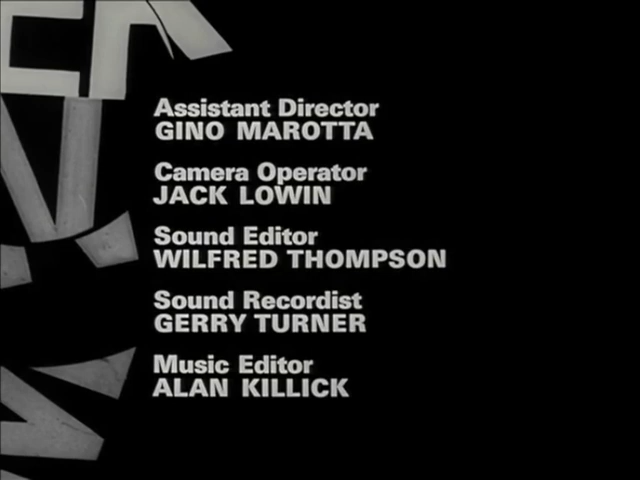 Assistant Director
GINO MAROTTA
Camera Operator
JACK LOWIN
Sound Editor
WILFRED THOMPSON
Sound Recordist
GERRY TURNER
Music Editor
ALAN KILLICK